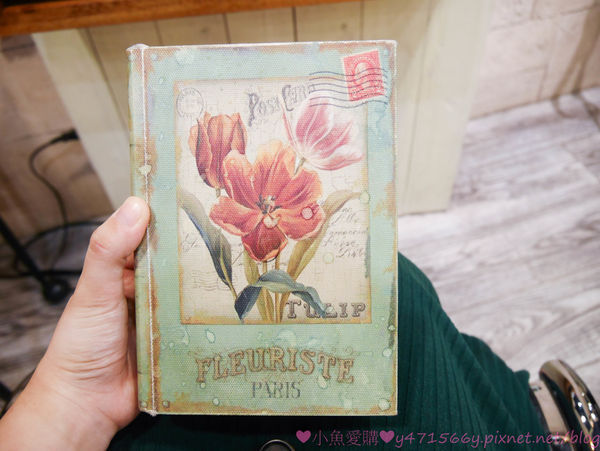 POST CARD
TULIP
FLEURISTE
PARIS
♥小魚愛購♥y471566y.pixnet.net/blog